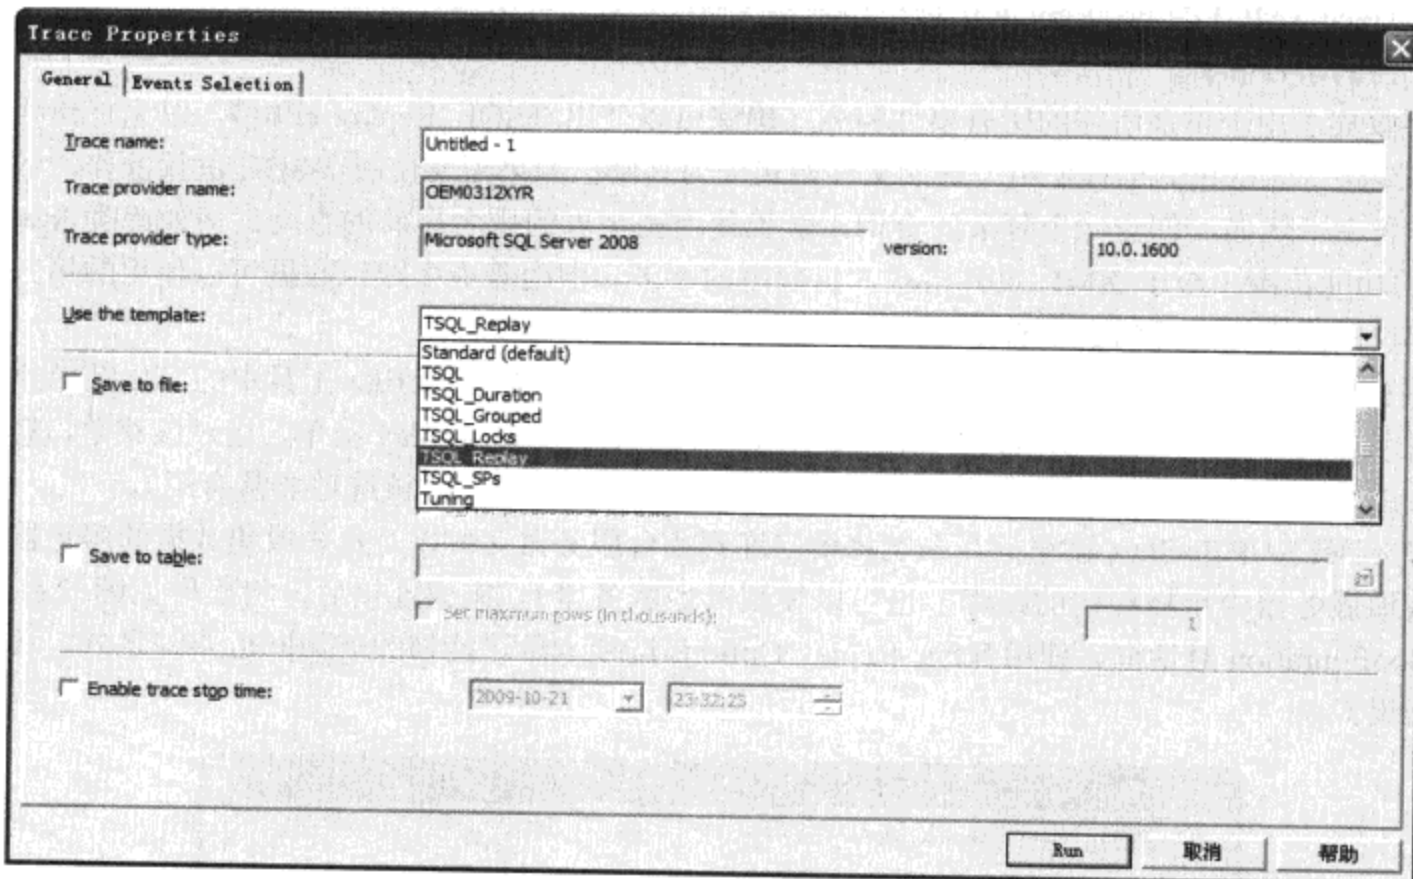 Trace Properties
General Events Selection
Trace name: Untitled - 1
Trace provider name: OEM0312XYR
Trace provider type: Microsoft SQL Server 2008 version: 10.0.1600
Use the template: TSQL_Replay
Standard (default)
Save to file: TSQL
TSQL_Duration
TSQL_Grouped
TSQL_Locks
TSQL_Replay
TSQL_SPs
Tuning
Save to table:
Set maximum rows (in thousands): 1
Enable trace stop time: 2009-10-21 23:32:25
Run 取消 帮助